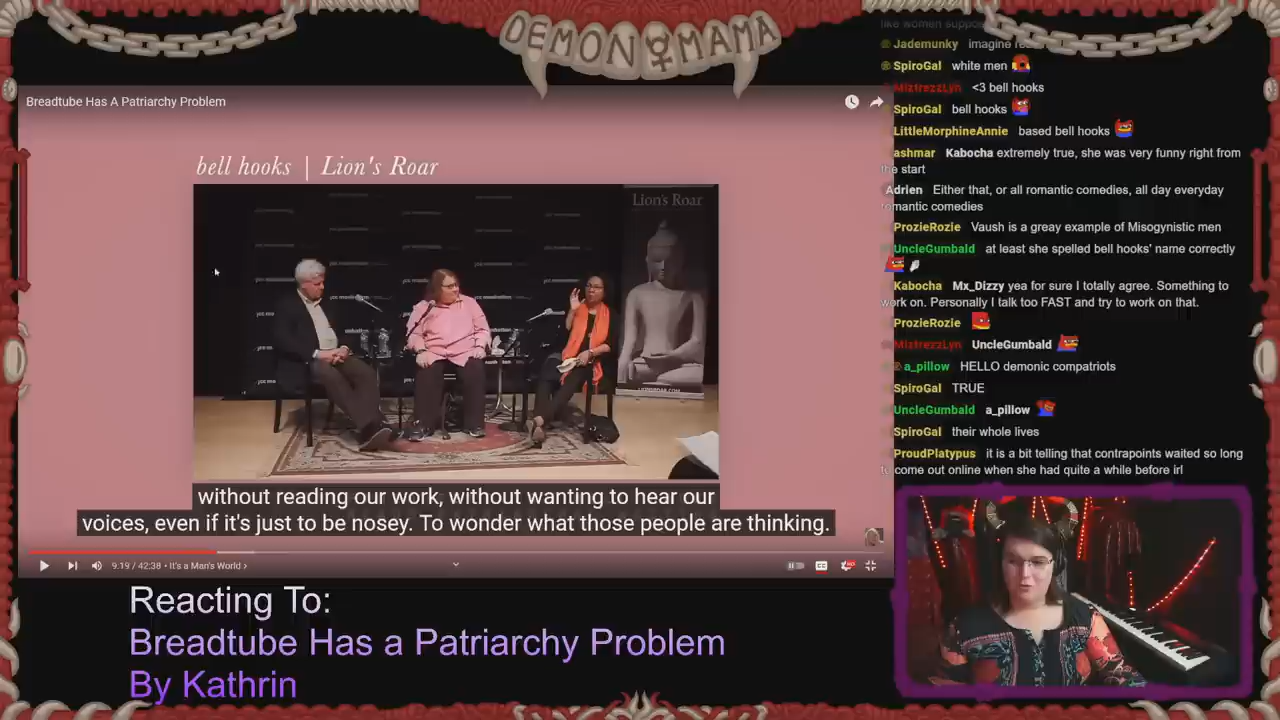 DEMON MAMA
Breadtube Has A Patriarchy Problem
bell hooks | Lion's Roar
Lion's Roar
without reading our work, without wanting to hear our
voices, even if it's just to be nosey. To wonder what those people are thinking.
9:19 / 42:38 • It's a Man's World ›
Reacting To:
Breadtube Has a Patriarchy Problem
By Kathrin
like women
Jademunky imagine
SpiroGal white men
MiztrezzLyn <3 bell hooks
SpiroGal bell hooks
LittleMorphineAnnie based bell hooks
ashmar Kabocha extremely true, she was very funny right from
the start
Adrien Either that, or all romantic comedies, all day everyday
romantic comedies
ProzieRozie Vaush is a greay example of Misogynistic men
UncleGumbald at least she spelled bell hooks' name correctly
Kabocha Mx_Dizzy yea for sure I totally agree. Something to
work on. Personally I talk too FAST and try to work on that.
ProzieRozie
MiztrezzLyn UncleGumbald
a_pillow HELLO demonic compatriots
SpiroGal TRUE
UncleGumbald a_pillow
SpiroGal their whole lives
ProudPlatypus it is a bit telling that contrapoints waited so long
to come out online when she had quite a while before irl